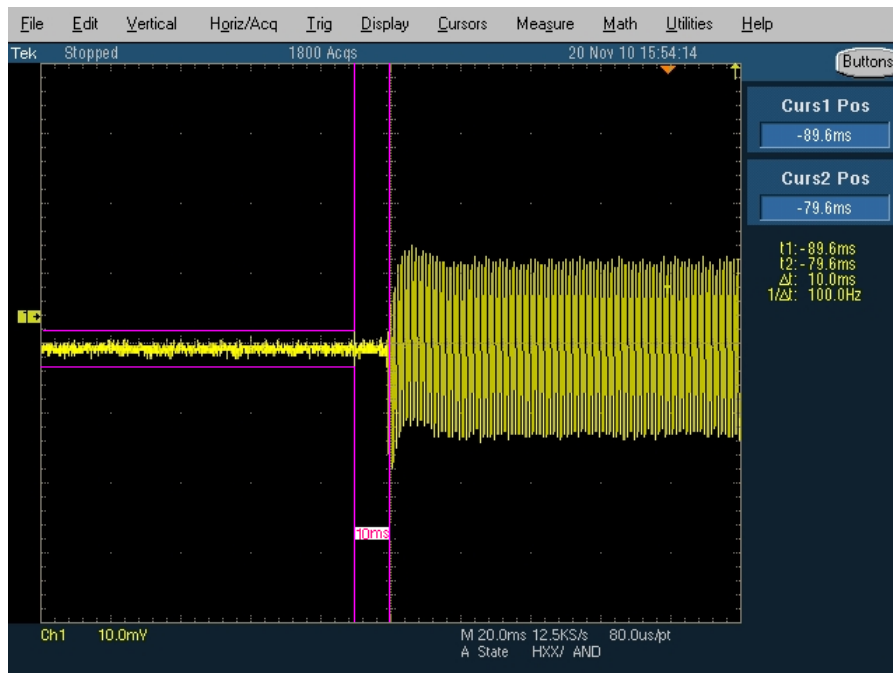 File Edit Vertical Horiz/Acq Trig Display Cursors Measure Math Utilities Help
Tek Stopped 1800 Acqs 20 Nov 10 15:54:14
Buttons
Curs1 Pos
-89.6ms
Curs2 Pos
-79.6ms
t1:-89.6ms
t2:-79.6ms
Δt: 10.0ms
1/Δt: 100.0Hz
1
10ms
Ch1 10.0mV M 20.0ms 12.5KS/s 80.0us/pt
A State HXX/ AND